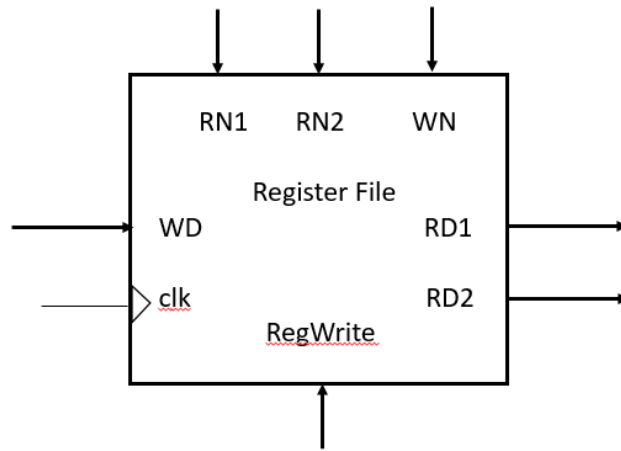 RN1 RN2 WN
Register File
WD RD1
clk RD2
RegWrite